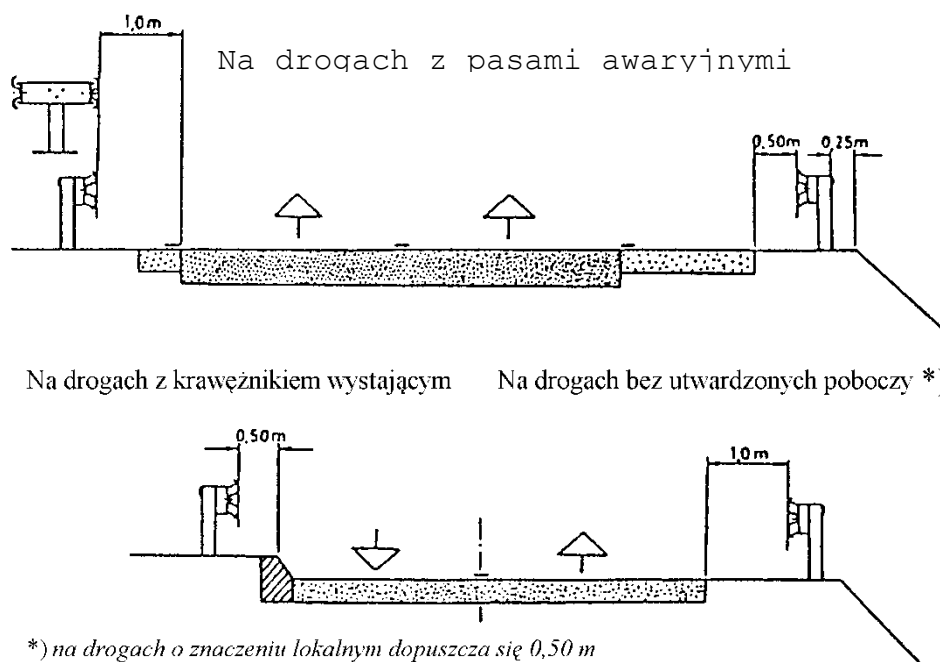 1,0m
Na drogach z pasami awaryjnymi
0,50m 0,25m
Na drogach z krawężnikiem wystającym Na drogach bez utwardzonych poboczy *)
0,50m 1,0m
*) na drogach o znaczeniu lokalnym dopuszcza się 0,50 m